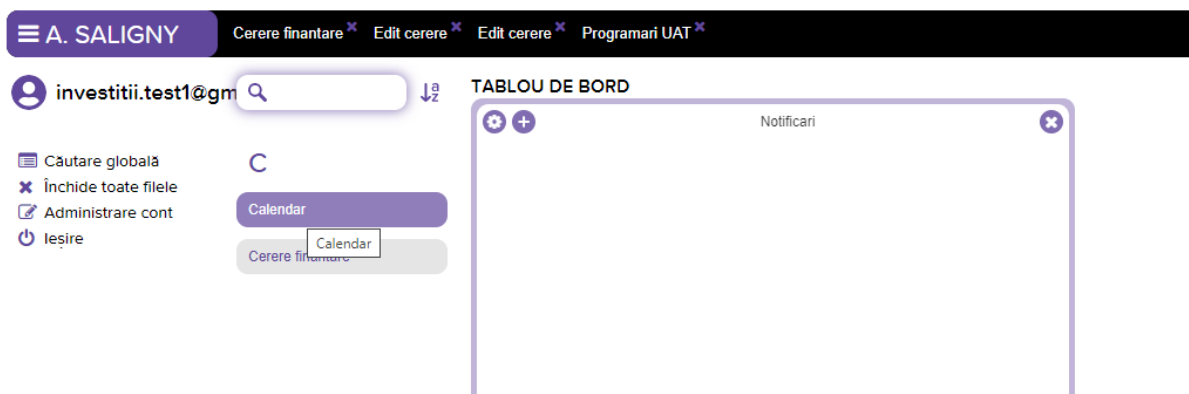 A. SALIGNY
Cerere finantare Edit cerere Edit cerere Programari UAT
investitii.test1@gm
TABLOU DE BORD
Notificari
Căutare globală
Închide toate filele
Administrare cont
Ieșire
C
Calendar
Calendar
Cerere finantare